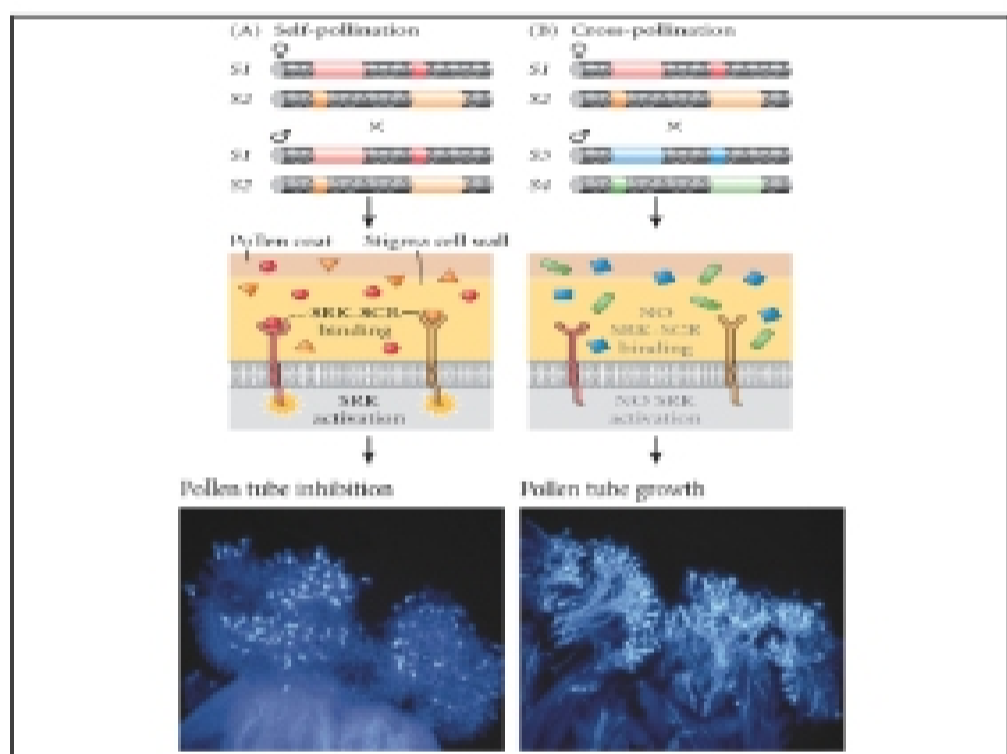 (A) Self-pollination
♀
S1
S2
×
♂
S1
S2
Pollen coat
Stigma cell wall
SRK-SCR
binding
SRK
activation
Pollen tube inhibition
(B) Cross-pollination
♀
S1
S2
×
♂
S3
S4
NO
SRK-SCR
binding
NO SRK
activation
Pollen tube growth